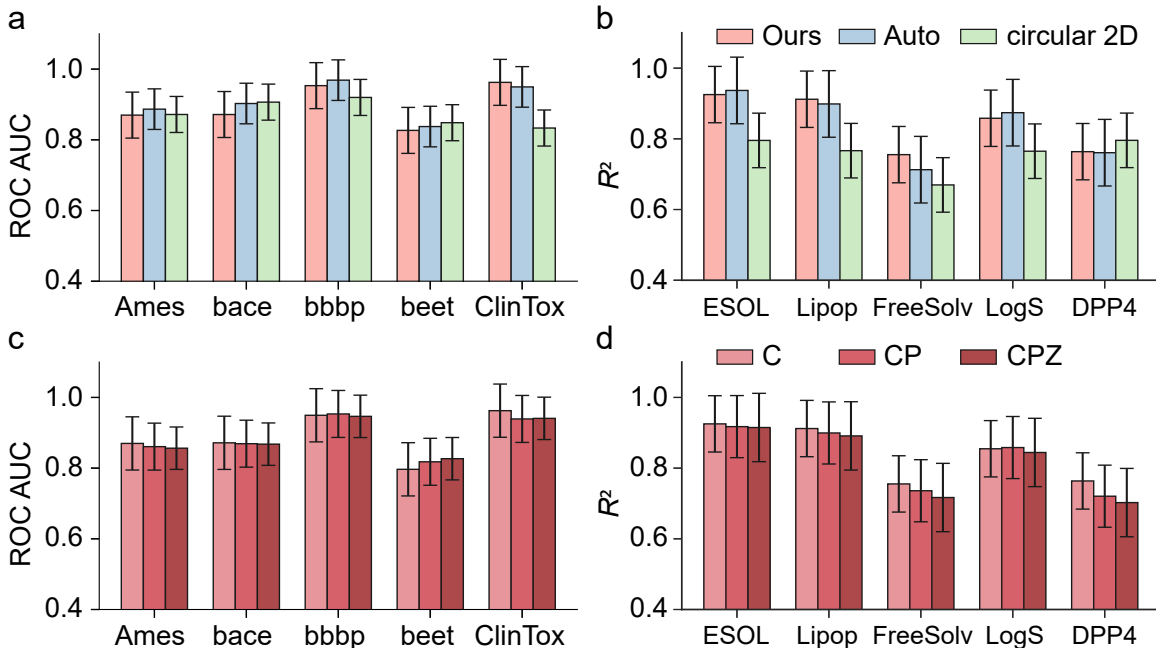 a
ROC AUC
1.0
0.8
0.6
0.4
Ames bace bbbp beet ClinTox
b
Ours Auto circular 2D
R²
1.0
0.8
0.6
0.4
ESOL Lipop FreeSolv LogS DPP4
c
ROC AUC
1.0
0.8
0.6
0.4
Ames bace bbbp beet ClinTox
d
C CP CPZ
R²
1.0
0.8
0.6
0.4
ESOL Lipop FreeSolv LogS DPP4